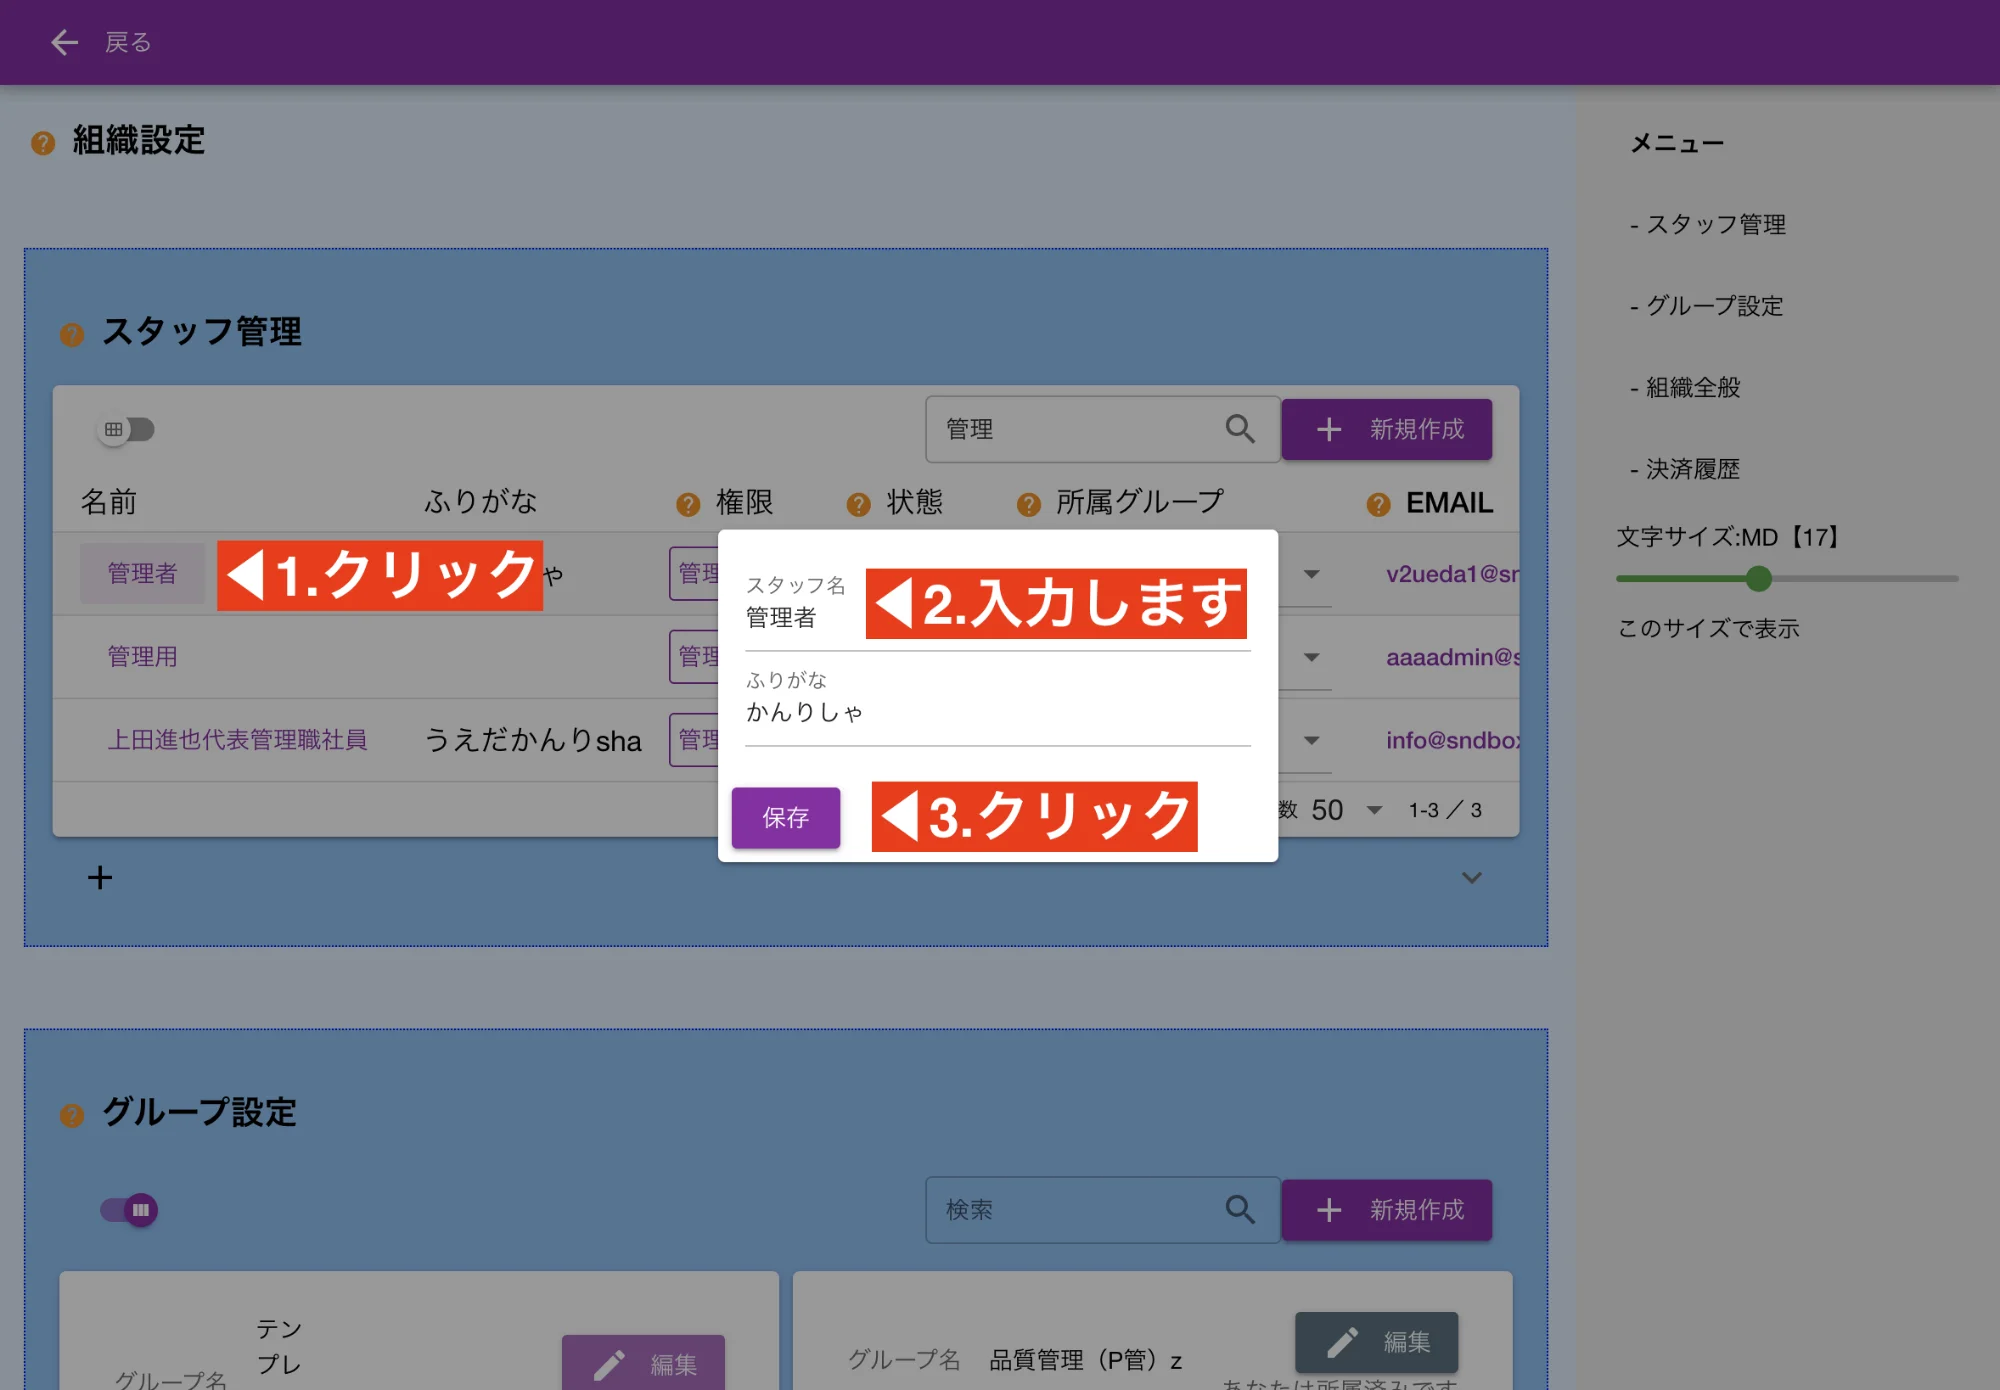 戻る
組織設定
スタッフ管理
管理
新規作成
名前 ふりがな 権限 状態 所属グループ EMAIL
管理者 ◀1.クリック ゃ 管理 v2ueda1@sn
管理用 管理 aaaadmin@s
上田進也代表管理職社員 うえだかんりsha 管理 info@sndbox
スタッフ名
管理者 ◀2.入力します
ふりがな
かんりしゃ
保存 ◀3.クリック
数 50 1-3 ／ 3
グループ設定
検索
新規作成
グループ名
テン
プレ
編集
グループ名 品質管理（P管）z
編集
あなたは所属済みです
メニュー
- スタッフ管理
- グループ設定
- 組織全般
- 決済履歴
文字サイズ:MD【17】
このサイズで表示